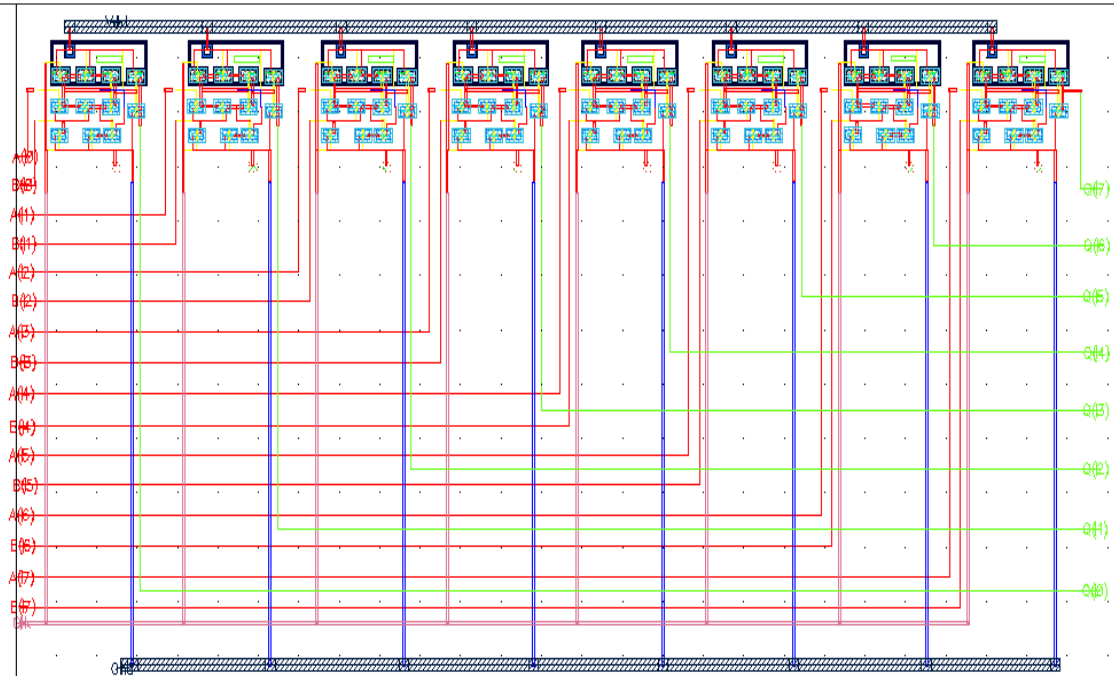 Vdd
A(0)
B(0)
A(1)
B(1)
A(2)
B(2)
A(3)
B(3)
A(4)
B(4)
A(5)
B(5)
A(6)
B(6)
A(7)
B(7)
Clk
Gnd
Q(7)
Q(6)
Q(5)
Q(4)
Q(3)
Q(2)
Q(1)
Q(0)